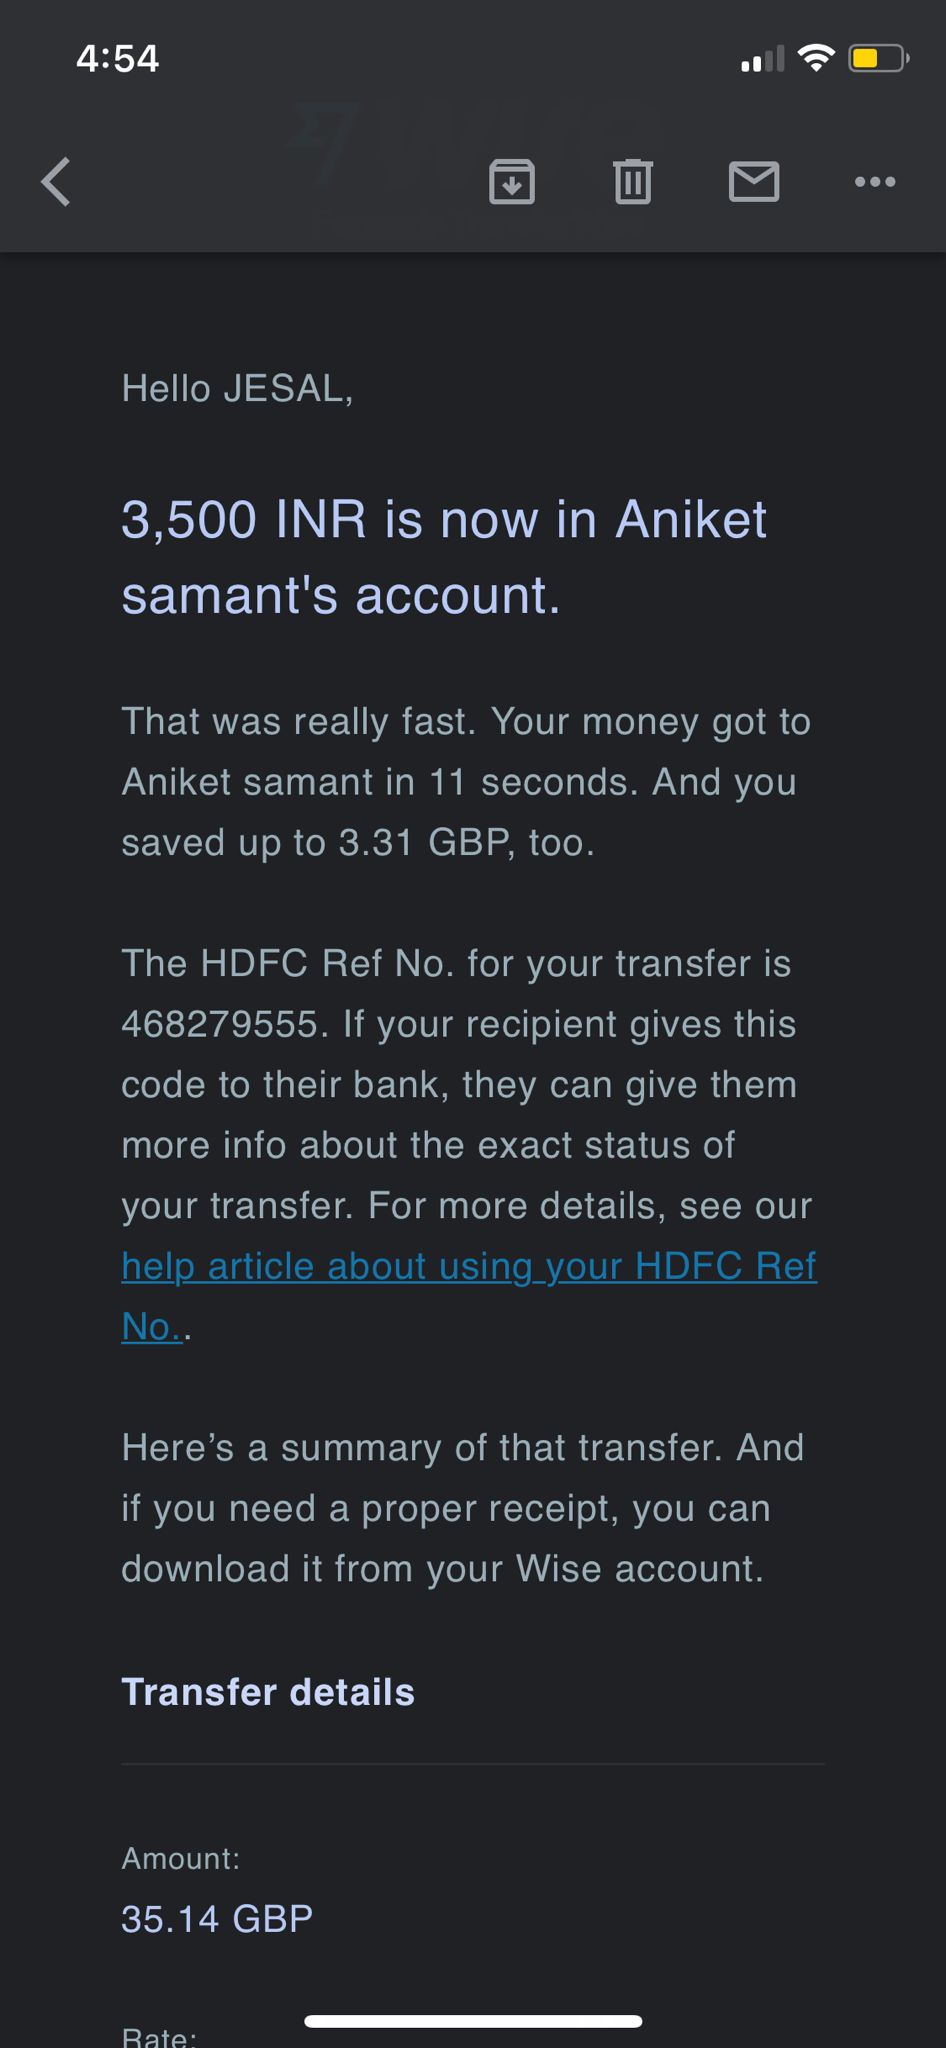 4:54
Hello JESAL,
3,500 INR is now in Aniket
samant's account.
That was really fast. Your money got to
Aniket samant in 11 seconds. And you
saved up to 3.31 GBP, too.
The HDFC Ref No. for your transfer is
468279555. If your recipient gives this
code to their bank, they can give them
more info about the exact status of
your transfer. For more details, see our
help article about using your HDFC Ref
No..
Here’s a summary of that transfer. And
if you need a proper receipt, you can
download it from your Wise account.
Transfer details
Amount:
35.14 GBP
Rate: